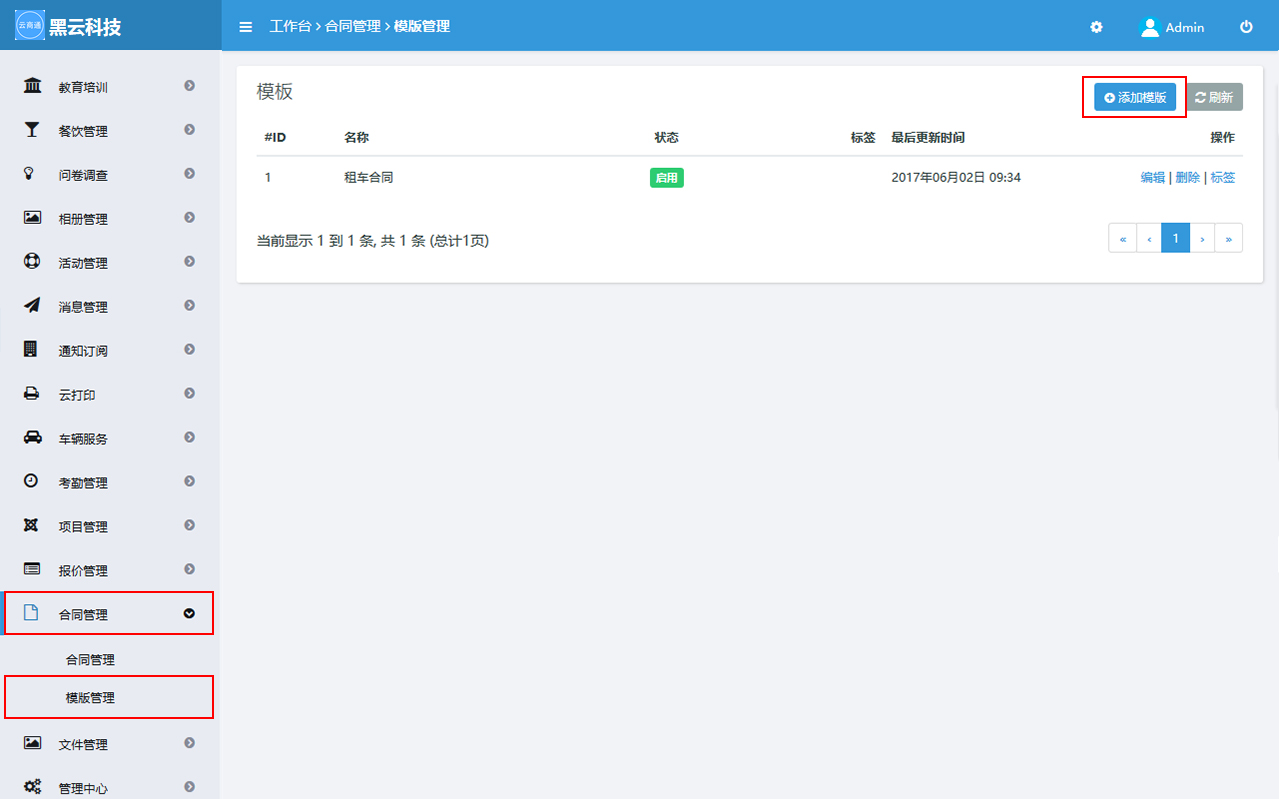 云商通
黑云科技
工作台 › 合同管理 › 模版管理
Admin
教育培训
餐饮管理
问卷调查
相册管理
活动管理
消息管理
通知订阅
云打印
车辆服务
考勤管理
项目管理
报价管理
合同管理
合同管理
模版管理
文件管理
管理中心
模板
添加模版 刷新
#ID 名称 状态 标签 最后更新时间 操作
1 租车合同 启用 2017年06月02日 09:34 编辑 | 删除 | 标签
当前显示 1 到 1 条, 共 1 条 (总计1页)
« ‹ 1 › »